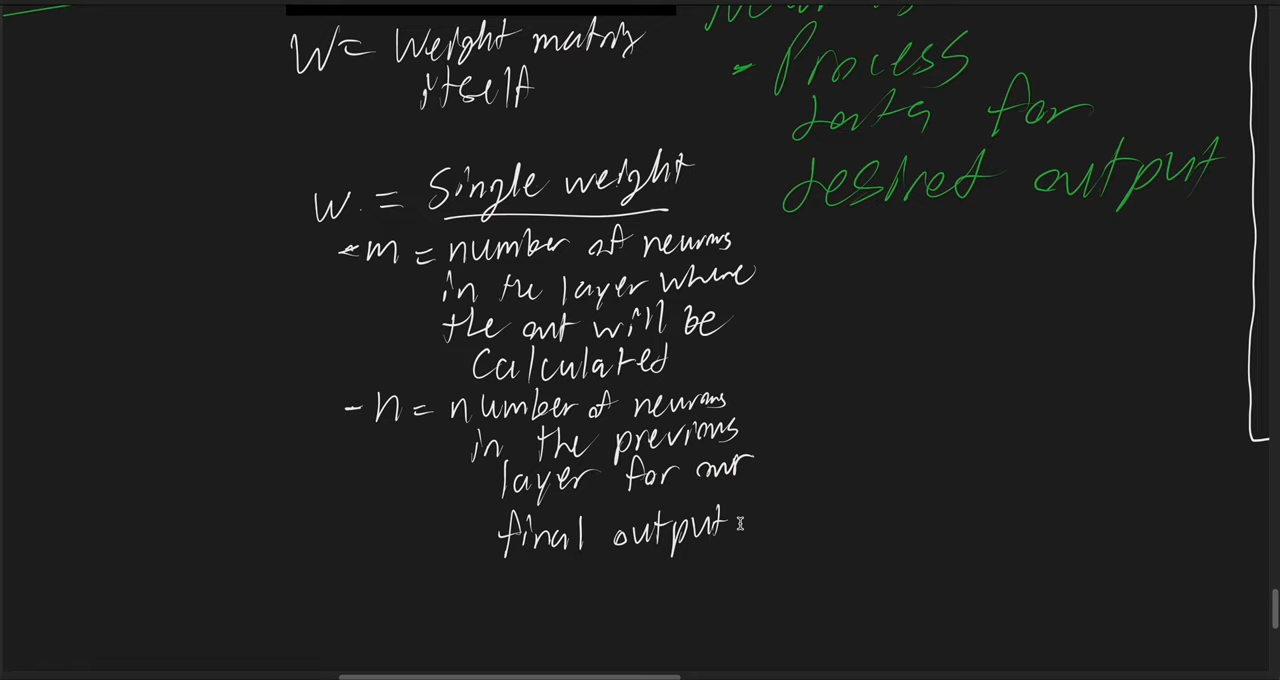 W = Weight matrix
itself
w. = Single weight
- m = number of neurons
in the layer where
the out will be
Calculated
- n = number of neurons
in the previous
layer for our
final output
- Process
data for
desired output